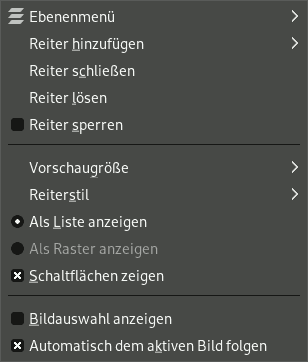 Ebenenmenü
Reiter hinzufügen
Reiter schließen
Reiter lösen
Reiter sperren
Vorschaugröße
Reiterstil
Als Liste anzeigen
Als Raster anzeigen
Schaltflächen zeigen
Bildauswahl anzeigen
Automatisch dem aktiven Bild folgen